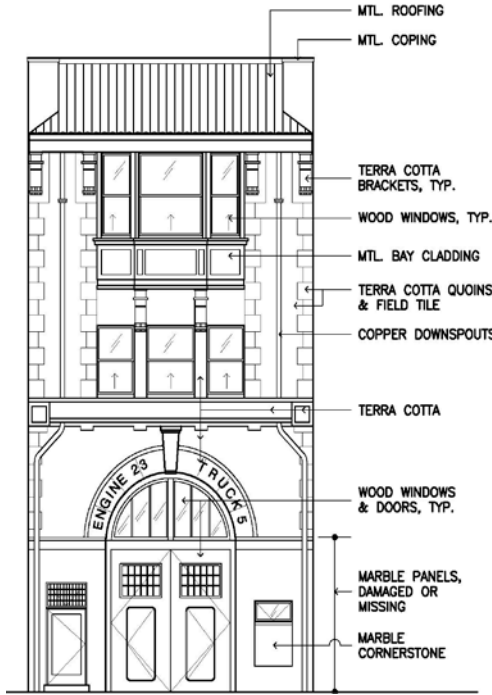 MTL. ROOFING
MTL. COPING
TERRA COTTA
BRACKETS, TYP.
WOOD WINDOWS, TYP.
MTL. BAY CLADDING
TERRA COTTA QUOINS
& FIELD TILE
COPPER DOWNSPOUTS
TERRA COTTA
ENGINE 23 TRUCK 5
WOOD WINDOWS
& DOORS, TYP.
MARBLE PANELS,
DAMAGED OR
MISSING
MARBLE
CORNERSTONE